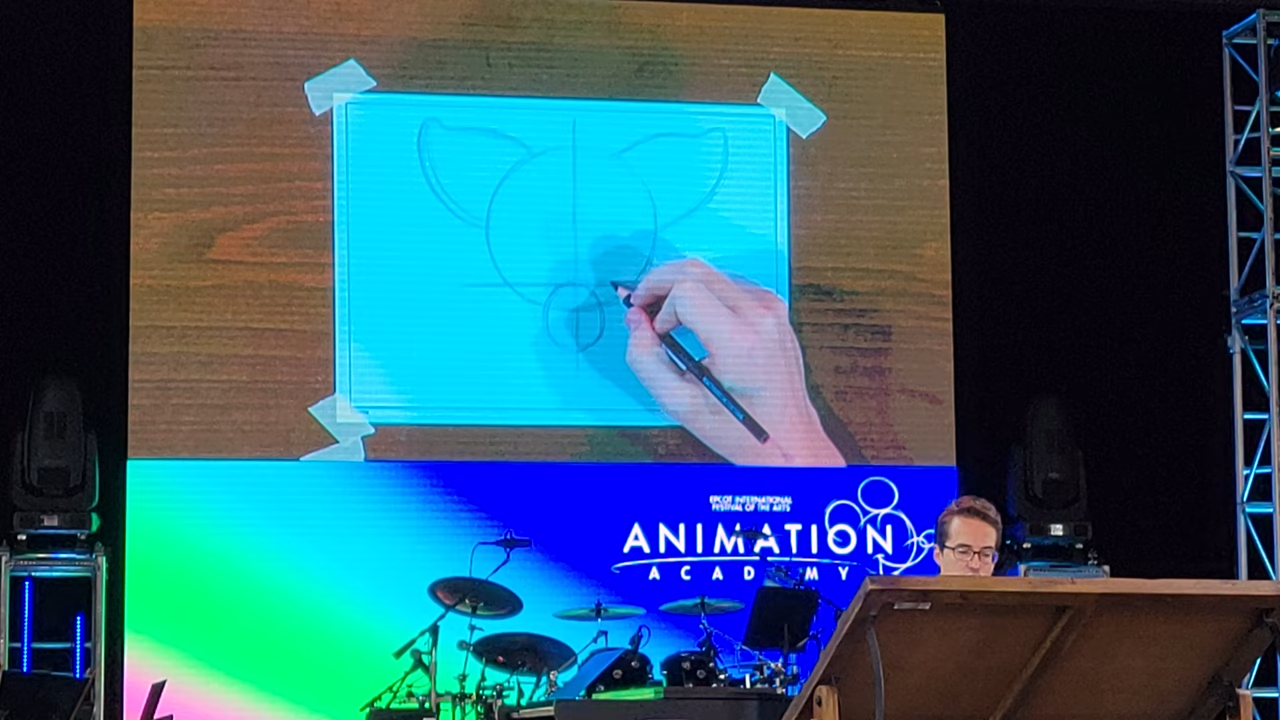 EPCOT INTERNATIONAL
FESTIVAL OF THE ARTS
ANIMATION
ACADEMY